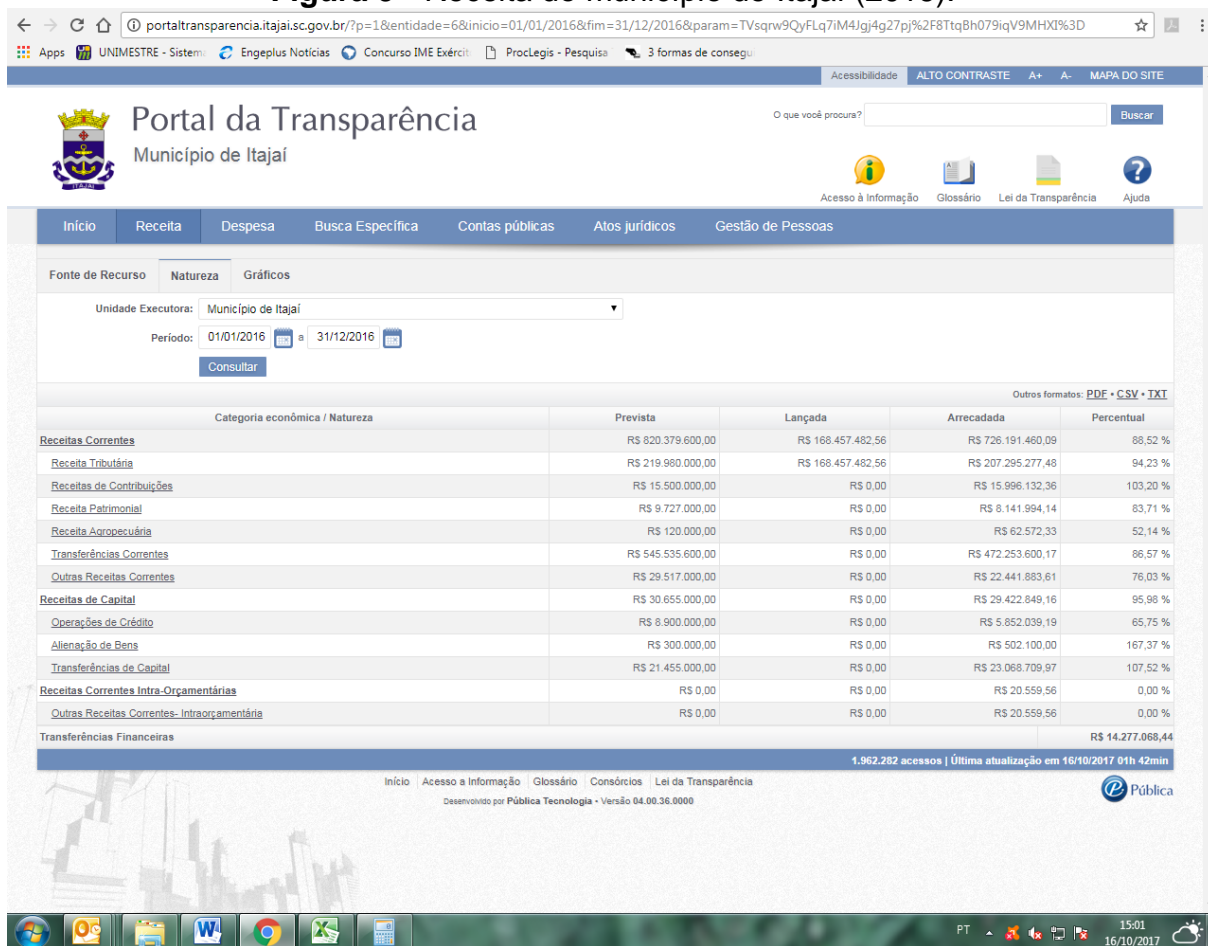 Figura 3 - Receita do município de Itajaí (2016).
portaltransparencia.itajai.sc.gov.br/?p=1&entidade=6&inicio=01/01/2016&fim=31/12/2016&param=TVsqrw9QyFLq7iM4Jgj4g27pj%2F8TtqBh079iqV9MHXI%3D
Apps UNIMESTRE - Sistema Engeplus Notícias Concurso IME Exércit ProcLegis - Pesquisa 3 formas de consegu
Acessibilidade ALTO CONTRASTE A+ A- MAPA DO SITE
Portal da Transparência
Município de Itajaí
O que você procura? Buscar
ITAJAÍ
Acesso à Informação Glossário Lei da Transparência Ajuda
Início Receita Despesa Busca Específica Contas públicas Atos jurídicos Gestão de Pessoas
Fonte de Recurso Natureza Gráficos
Unidade Executora: Município de Itajaí
Período: 01/01/2016 a 31/12/2016
Consultar
Outros formatos: PDF • CSV • TXT
Categoria econômica / Natureza Prevista Lançada Arrecadada Percentual
Receitas Correntes R$ 820.379.600,00 R$ 168.457.482,56 R$ 726.191.460,09 88,52 %
Receita Tributária R$ 219.980.000,00 R$ 168.457.482,56 R$ 207.295.277,48 94,23 %
Receitas de Contribuições R$ 15.500.000,00 R$ 0,00 R$ 15.996.132,36 103,20 %
Receita Patrimonial R$ 9.727.000,00 R$ 0,00 R$ 8.141.994,14 83,71 %
Receita Agropecuária R$ 120.000,00 R$ 0,00 R$ 62.572,33 52,14 %
Transferências Correntes R$ 545.535.600,00 R$ 0,00 R$ 472.253.600,17 86,57 %
Outras Receitas Correntes R$ 29.517.000,00 R$ 0,00 R$ 22.441.883,61 76,03 %
Receitas de Capital R$ 30.655.000,00 R$ 0,00 R$ 29.422.849,16 95,98 %
Operações de Crédito R$ 8.900.000,00 R$ 0,00 R$ 5.852.039,19 65,75 %
Alienação de Bens R$ 300.000,00 R$ 0,00 R$ 502.100,00 167,37 %
Transferências de Capital R$ 21.455.000,00 R$ 0,00 R$ 23.068.709,97 107,52 %
Receitas Correntes Intra-Orçamentárias R$ 0,00 R$ 0,00 R$ 20.559,56 0,00 %
Outras Receitas Correntes- Intraorçamentária R$ 0,00 R$ 0,00 R$ 20.559,56 0,00 %
Transferências Financeiras R$ 14.277.068,44
1.962.282 acessos | Última atualização em 16/10/2017 01h 42min
Início Acesso a Informação Glossário Consórcios Lei da Transparência
Desenvolvido por Pública Tecnologia • Versão 04.00.36.0000
Pública
PT 15:01
16/10/2017